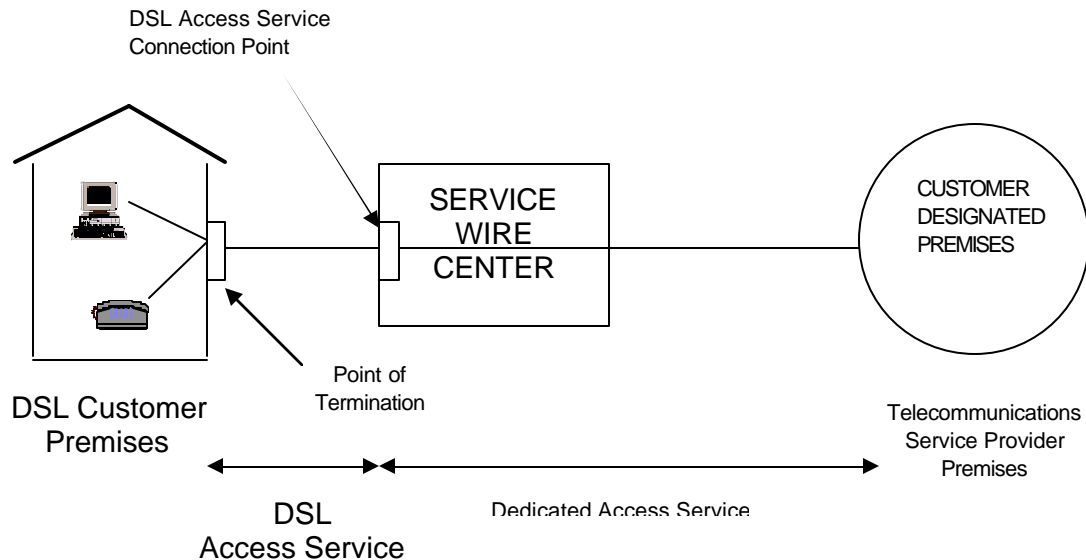 DSL Access Service
Connection Point
SERVICE
WIRE
CENTER
CUSTOMER
DESIGNATED
PREMISES
Point of
Termination
DSL Customer
Premises
Telecommunications
Service Provider
Premises
DSL
Access Service
Dedicated Access Service